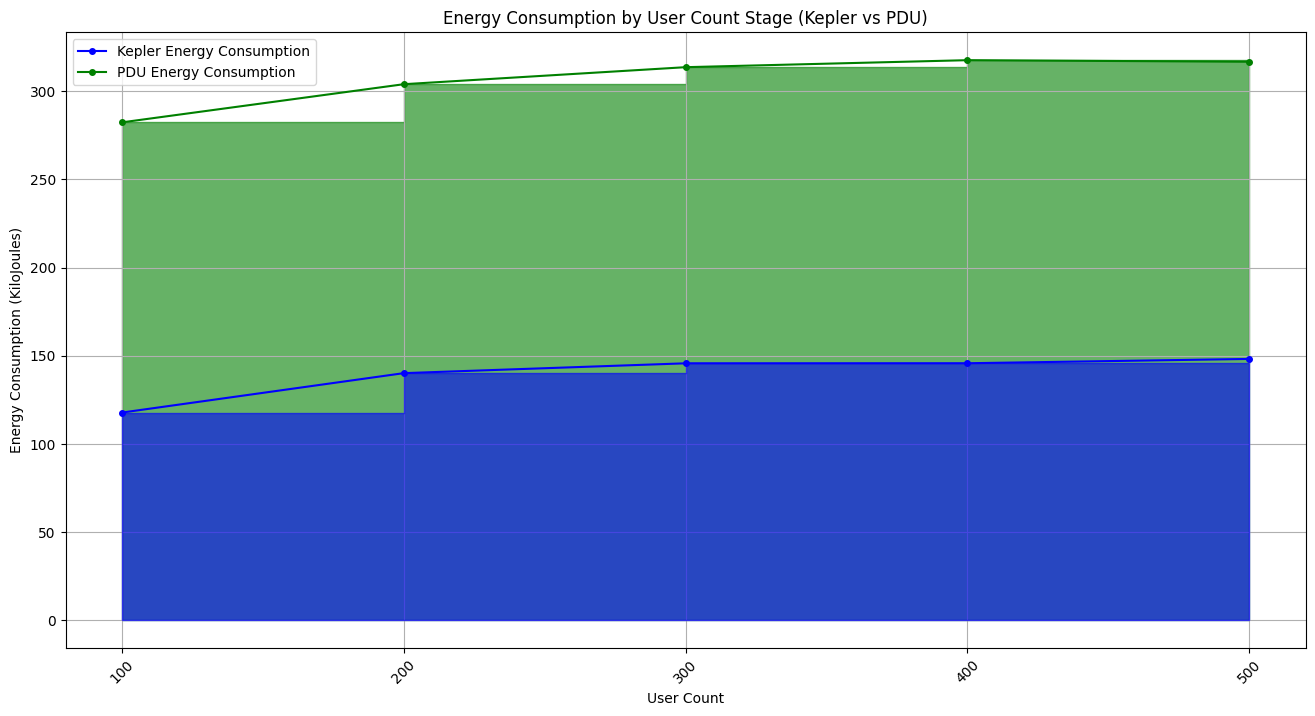 Energy Consumption by User Count Stage (Kepler vs PDU)
Kepler Energy Consumption
PDU Energy Consumption
Energy Consumption (KiloJoules)
300
250
200
150
100
50
0
100
200
300
400
500
User Count